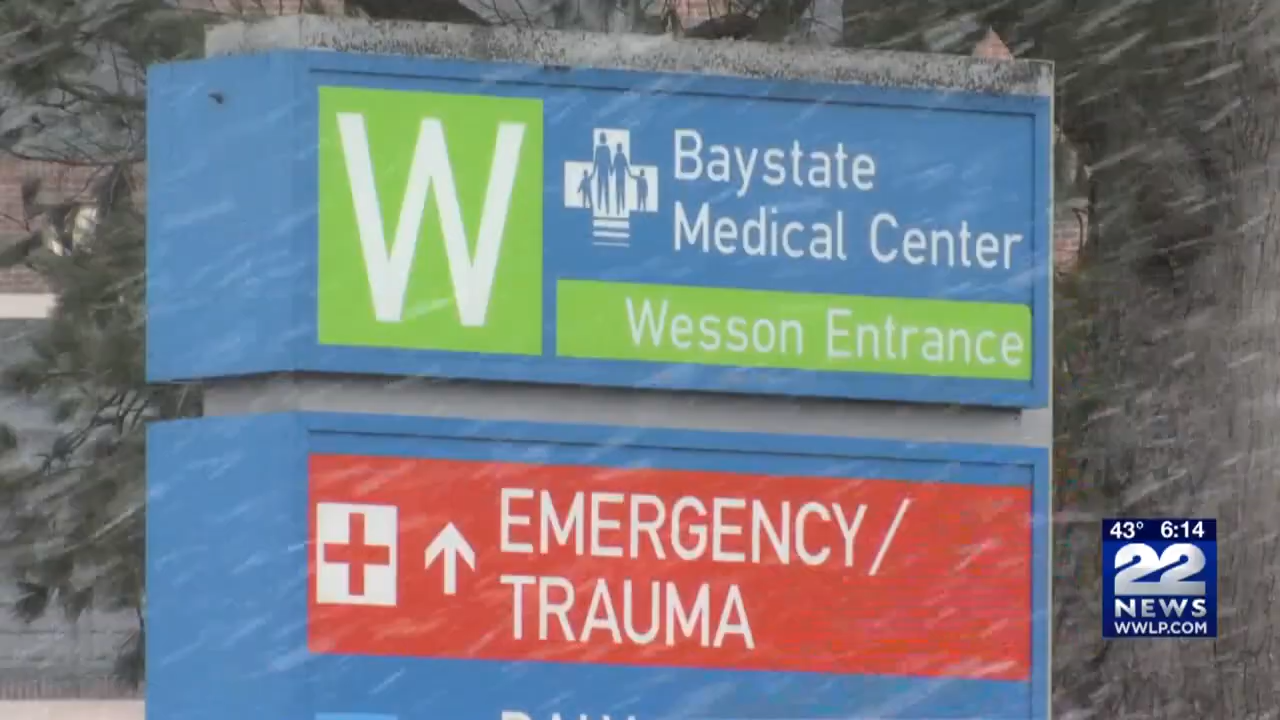 W
Baystate
Medical Center
Wesson Entrance
EMERGENCY/
TRAUMA
43° 6:14
22
NEWS
WWLP.COM